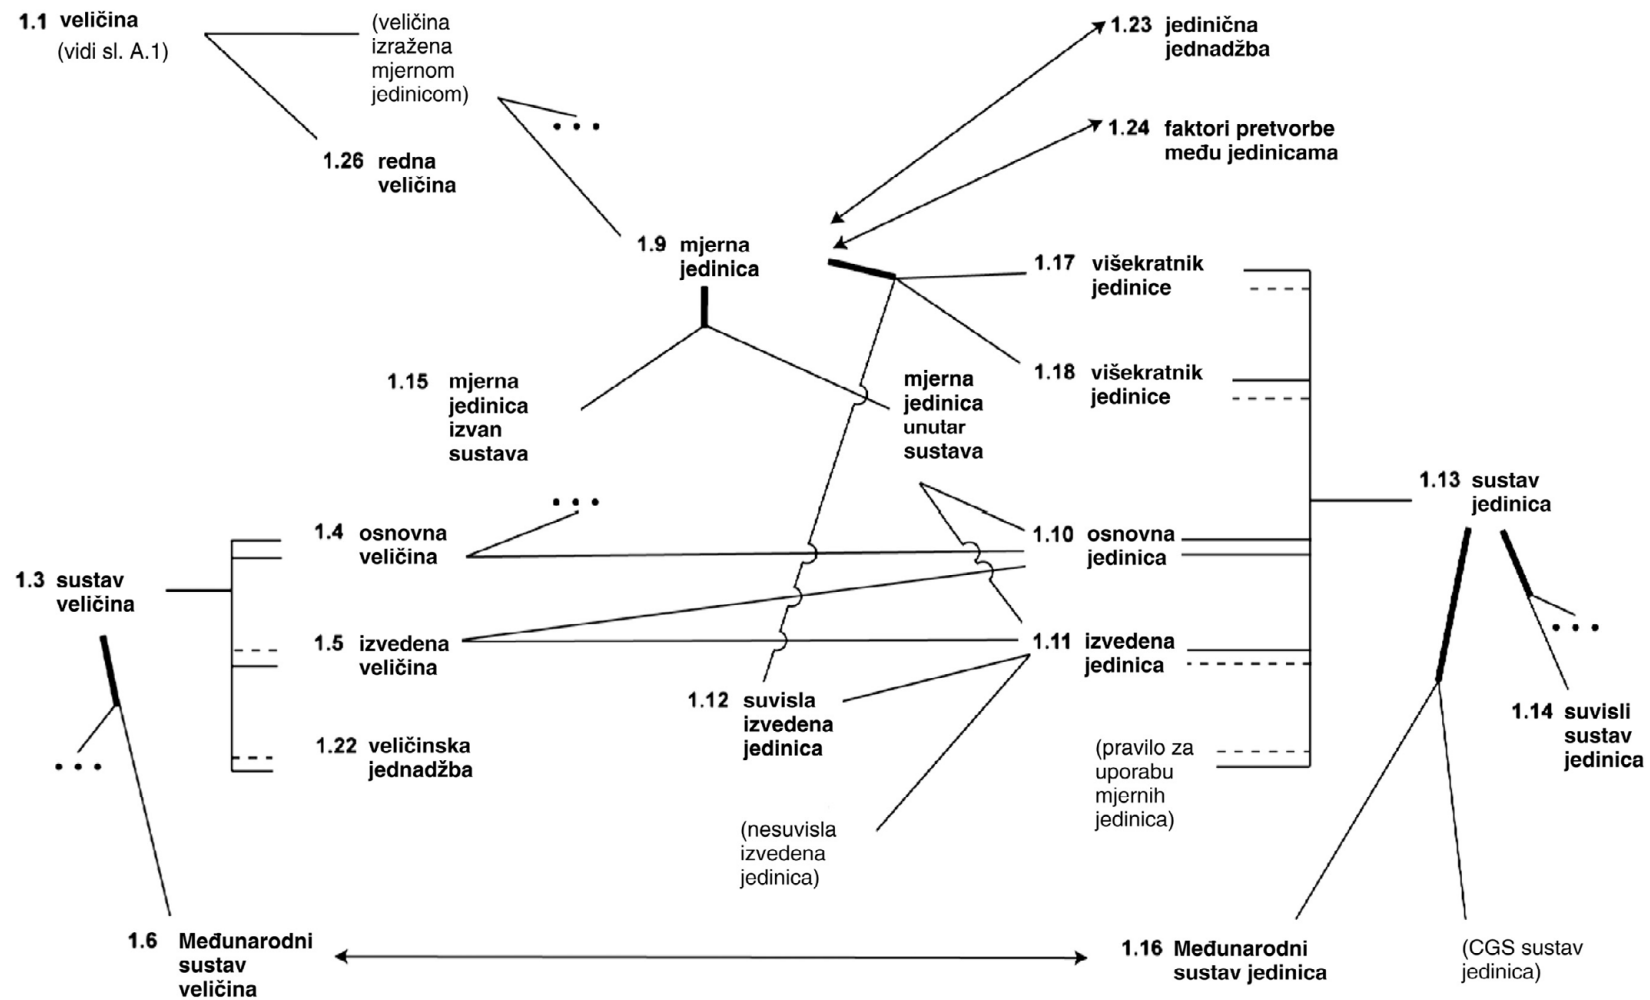 1.1 veličina
(vidi sl. A.1)
(veličina
izražena
mjernom
jedinicom)
• • •
1.26 redna
veličina
1.23 jedinična
jednadžba
1.24 faktori pretvorbe
među jedinicama
1.9 mjerna
jedinica
1.17 višekratnik
jedinice
1.18 višekratnik
jedinice
1.15 mjerna
jedinica
izvan
sustava
mjerna
jedinica
unutar
sustava
1.13 sustav
jedinica
• • •
1.4 osnovna
veličina
1.10 osnovna
jedinica
1.3 sustav
veličina
1.5 izvedena
veličina
1.11 izvedena
jedinica
• • •
1.12 suvisla
izvedena
jedinica
1.14 suvisli
sustav
jedinica
1.22 veličinska
jednadžba
• • •
(pravilo za
uporabu
mjernih
jedinica)
(nesuvisla
izvedena
jedinica)
1.6 Međunarodni
sustav
veličina
1.16 Međunarodni
sustav jedinica
(CGS sustav
jedinica)